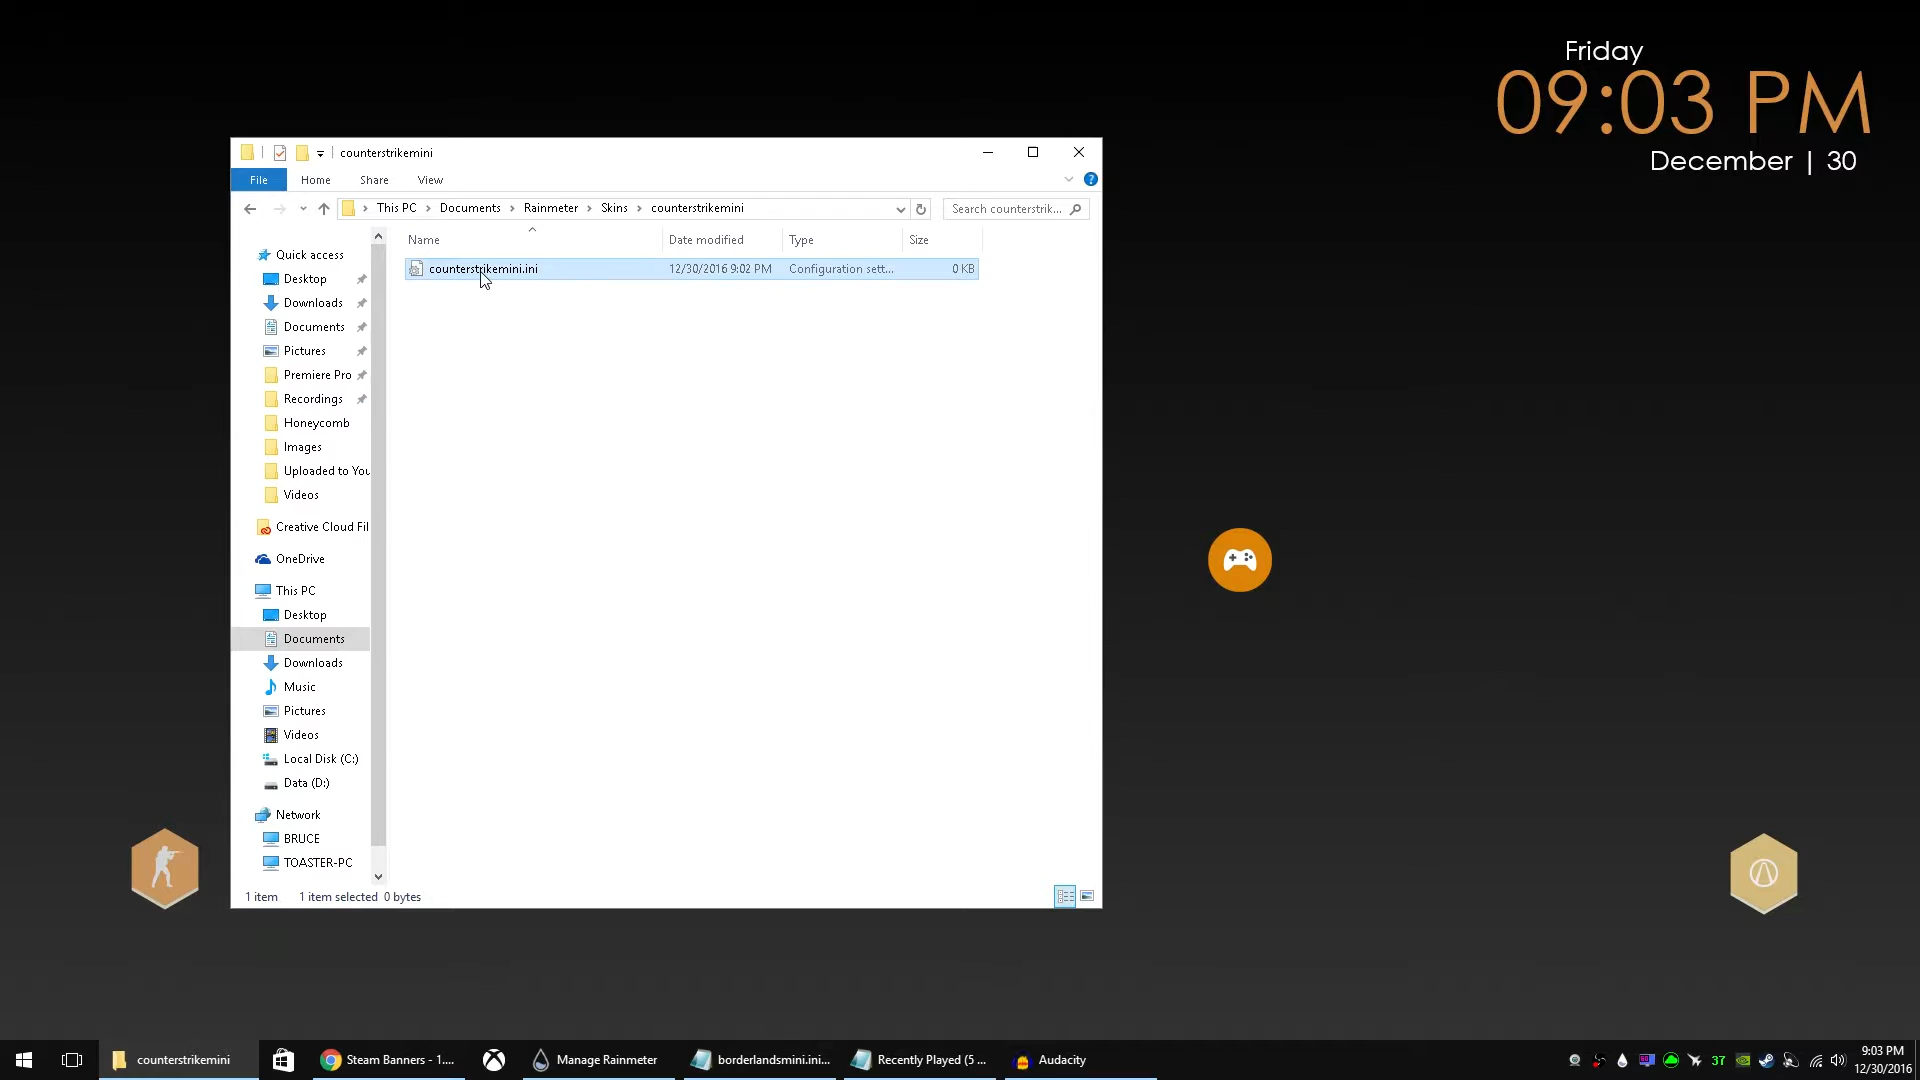 Friday
09:03 PM
December | 30
counterstrikemini
File
Home
Share
View
This PC
Documents
Rainmeter
Skins
counterstrikemini
Search counterstrik...
Name
Date modified
Type
Size
counterstrikemini.ini
12/30/2016 9:02 PM
Configuration sett...
0 KB
Quick access
Desktop
Downloads
Documents
Pictures
Premiere Pro
Recordings
Honeycomb
Images
Uploaded to You
Videos
Creative Cloud Fil
OneDrive
This PC
Desktop
Documents
Downloads
Music
Pictures
Videos
Local Disk (C:)
Data (D:)
Network
BRUCE
TOASTER-PC
1 item
1 item selected 0 bytes
counterstrikemini
Steam Banners - 1....
Manage Rainmeter
borderlandsmini.ini...
Recently Played (5 ...
Audacity
37
9:03 PM
12/30/2016